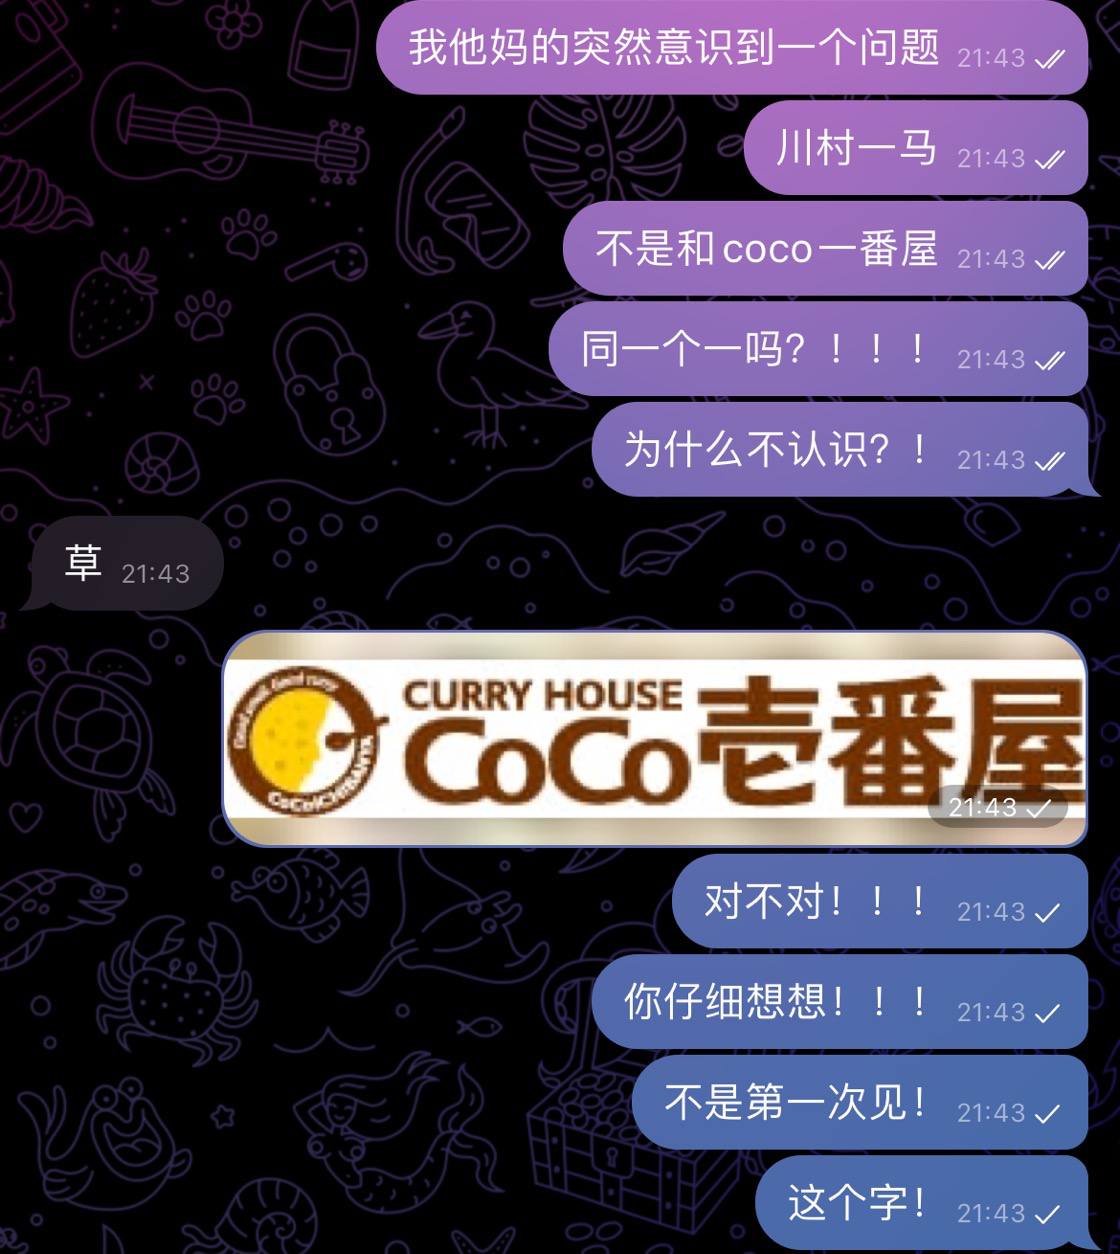 我他妈的突然意识到一个问题 21:43
川村一马 21:43
不是和coco一番屋 21:43
同一个一吗？！！！ 21:43
为什么不认识？！ 21:43
草 21:43
Good smell, Good curry
CURRY HOUSE
CoCo壱番屋
CoCoICHIBANYA
21:43
对不对！！！ 21:43
你仔细想想！！！ 21:43
不是第一次见！ 21:43
这个字！ 21:43